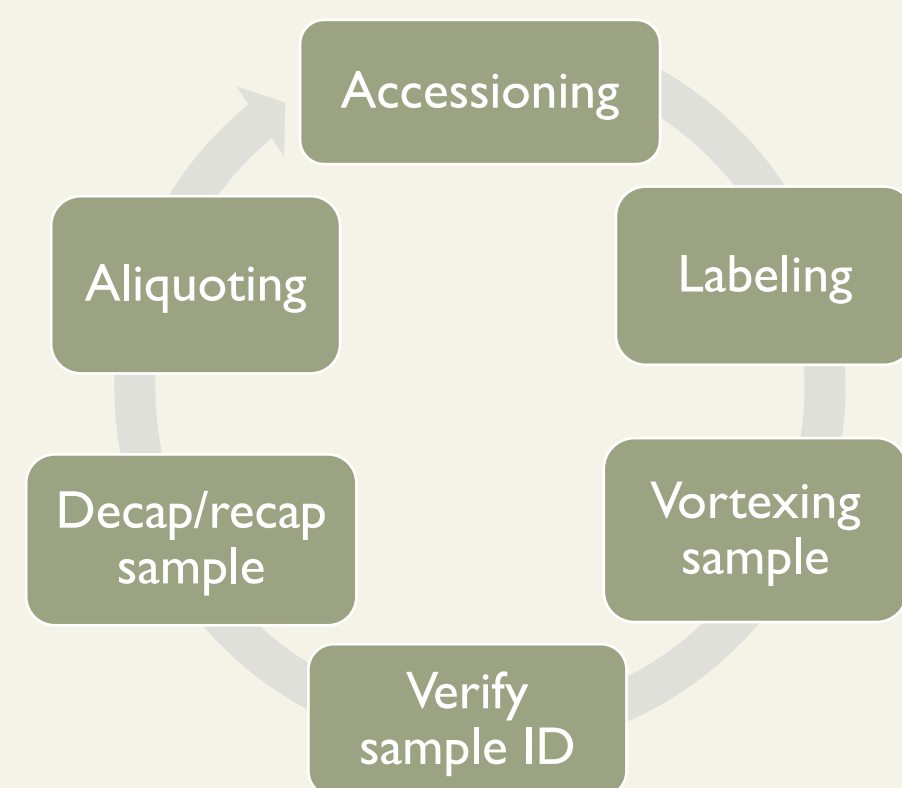 Accessioning
Labeling
Vortexing
sample
Verify
sample ID
Decap/recap
sample
Aliquoting